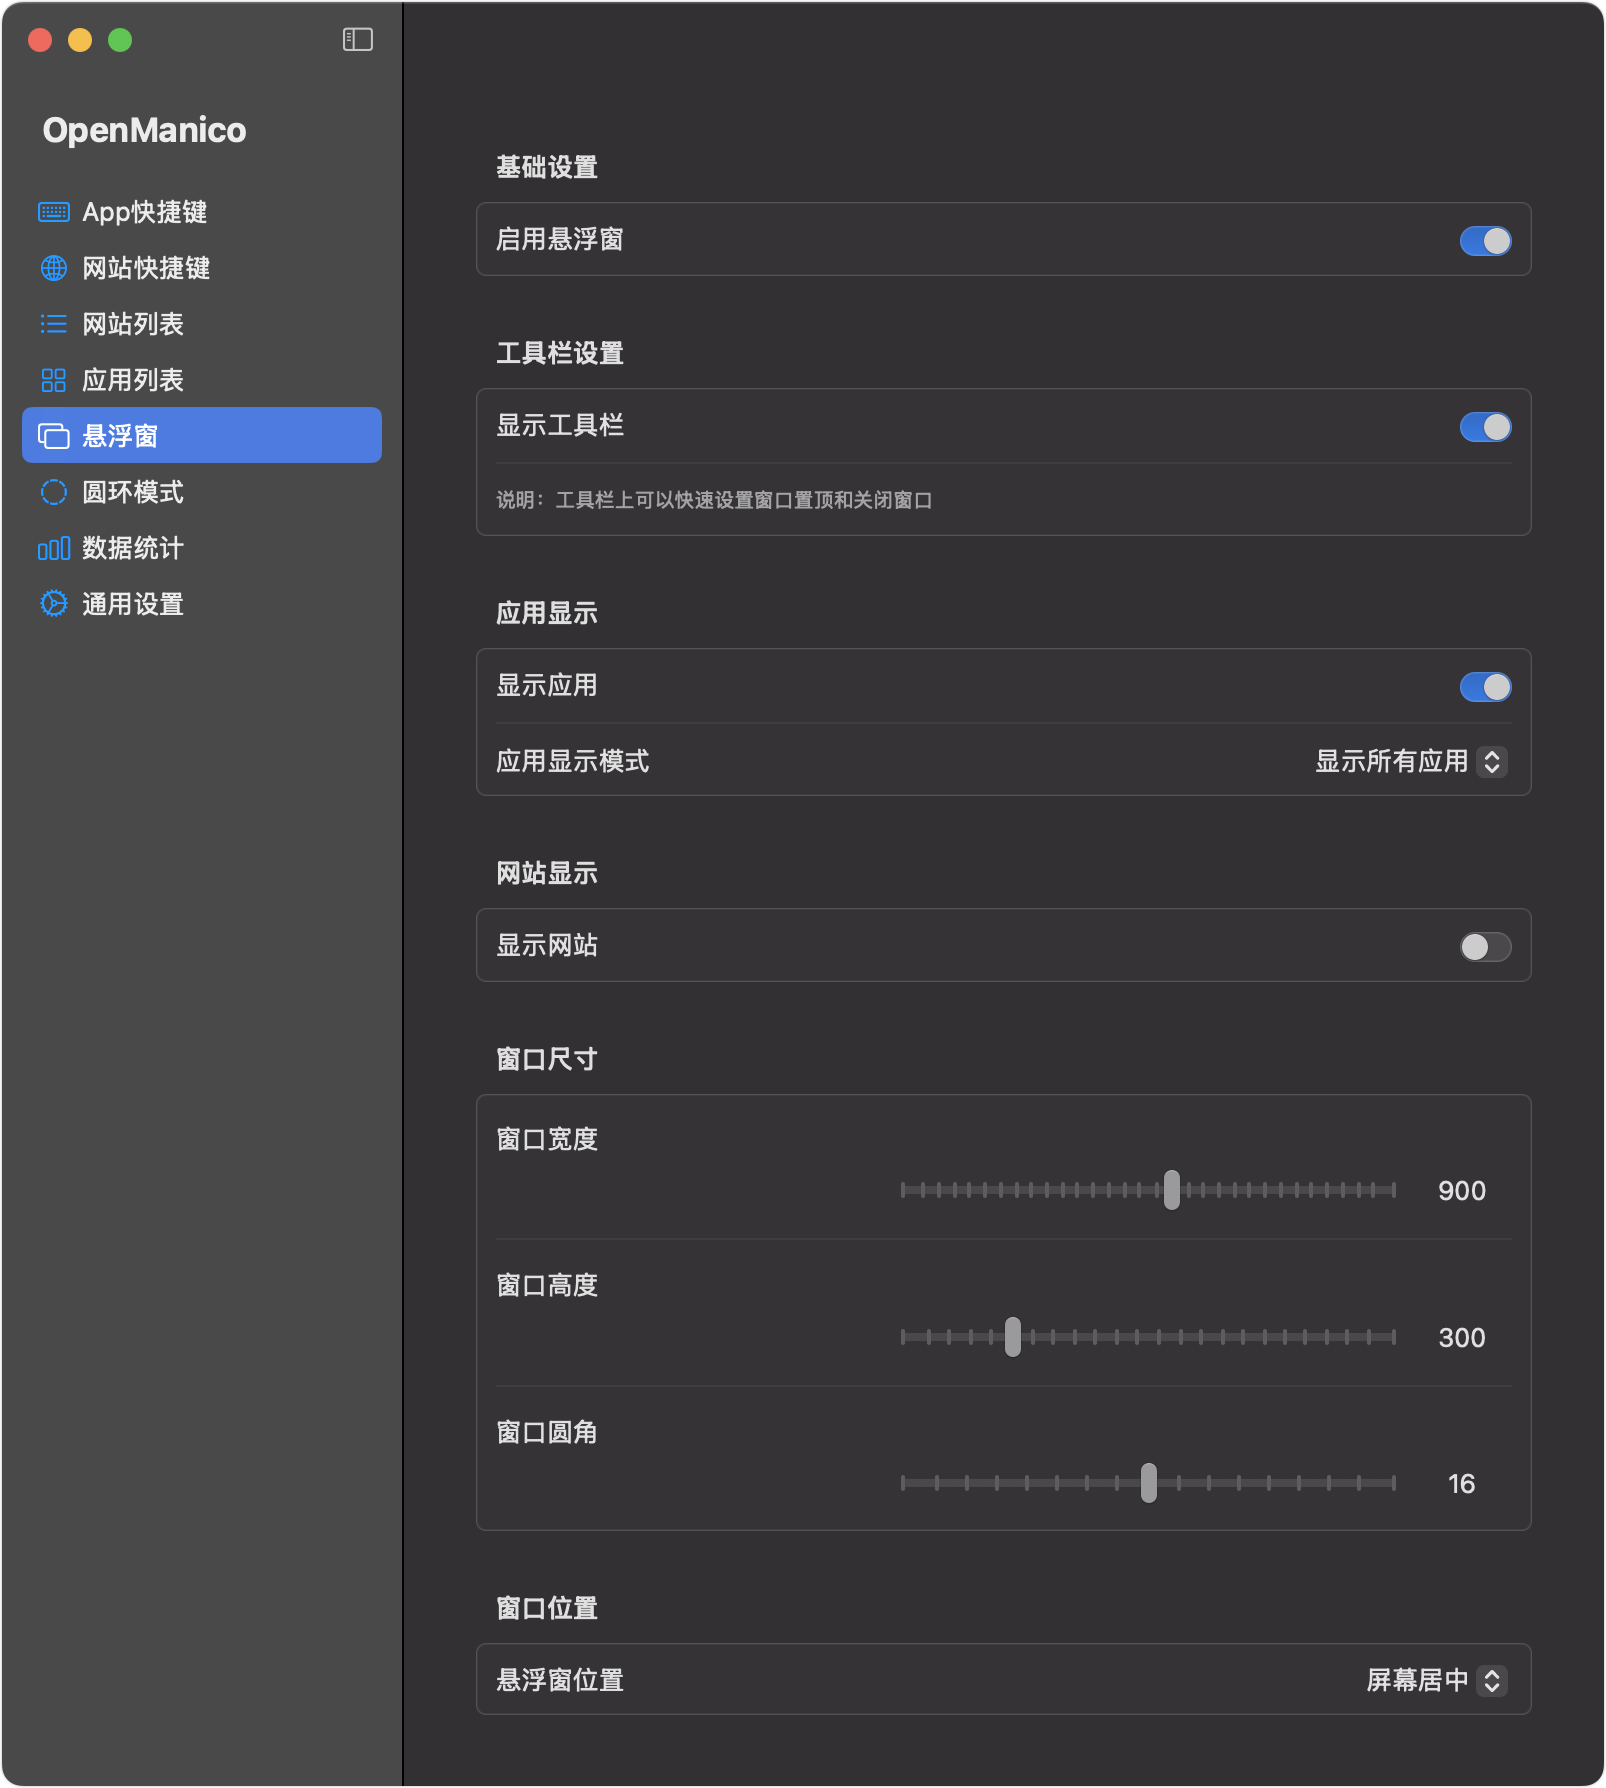 OpenManico
App快捷键
网站快捷键
网站列表
应用列表
悬浮窗
圆环模式
数据统计
通用设置
基础设置
启用悬浮窗
工具栏设置
显示工具栏
说明：工具栏上可以快速设置窗口置顶和关闭窗口
应用显示
显示应用
应用显示模式 显示所有应用
网站显示
显示网站
窗口尺寸
窗口宽度
900
窗口高度
300
窗口圆角
16
窗口位置
悬浮窗位置 屏幕居中